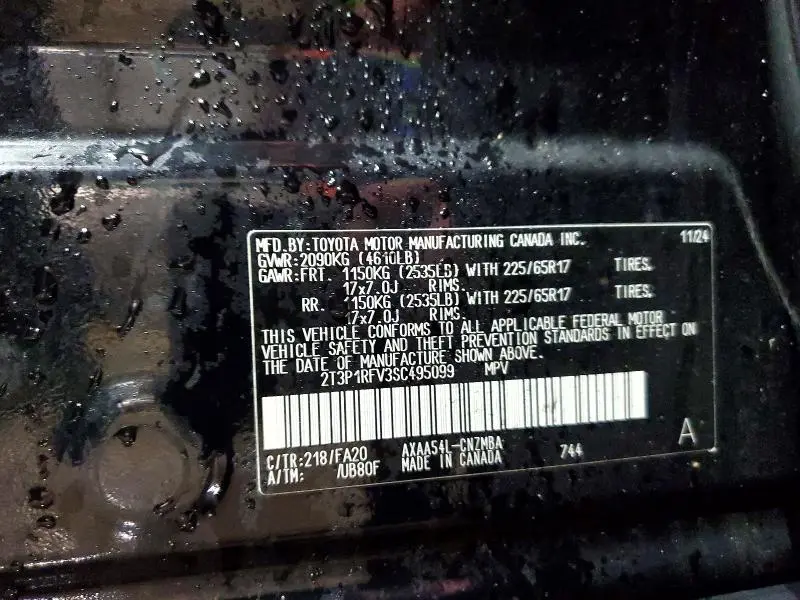 MFD.BY:TOYOTA MOTOR MANUFACTURING CANADA INC. 11/24
GVWR:2090KG (4610LB)
GAWR:FRT. 1150KG (2535LB) WITH 225/65R17 TIRES,
17x7.0J RIMS.
RR. 1150KG (2535LB) WITH 225/65R17 TIRES,
17x7.0J RIMS.
THIS VEHICLE CONFORMS TO ALL APPLICABLE FEDERAL MOTOR
VEHICLE SAFETY AND THEFT PREVENTION STANDARDS IN EFFECT ON
THE DATE OF MANUFACTURE SHOWN ABOVE.
2T3P1RFV3SC495099 MPV
C/TR:218/FA20 AXAA54L-CNZMBA 744 A
A/TM: /UB80F MADE IN CANADA